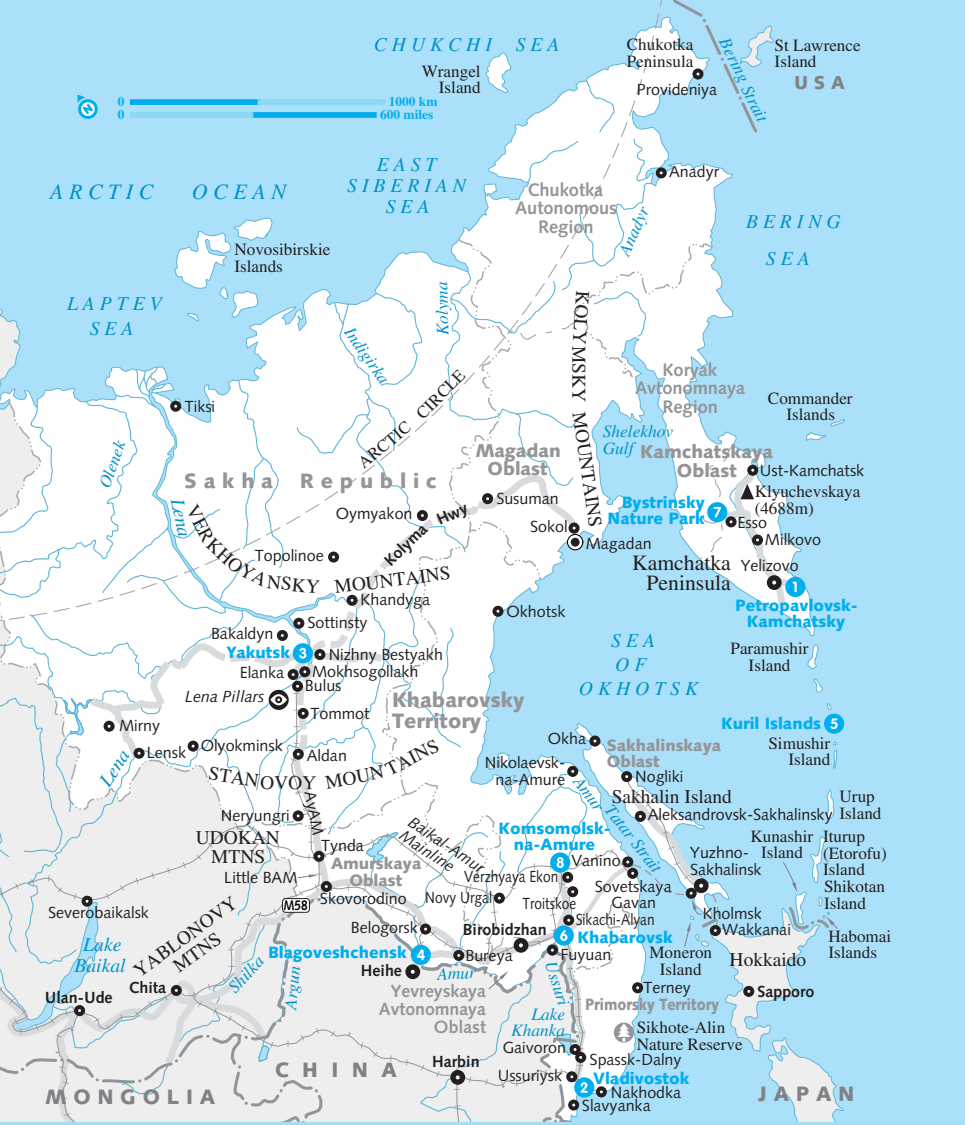 CHUKCHI SEA
Wrangel
Island
Chukotka
Peninsula
Provideniya
Bering Strait
St Lawrence
Island
USA
0
1000 km
0
600 miles
ARCTIC OCEAN
EAST
SIBERIAN
SEA
Chukotka
Autonomous
Region
Anadyr
Anadyr
BERING
SEA
Novosibirskie
Islands
LAPTEV
SEA
Kolyma
Indigirka
KOLYMSKY MOUNTAINS
Koryak
Avtonomnaya
Region
Commander
Islands
Tiksi
ARCTIC CIRCLE
Olenek
Lena
Shelekhov
Gulf
Kamchatskaya
Oblast
Magadan
Oblast
Sakha Republic
Ust-Kamchatsk
Klyuchevskaya
(4688m)
Susuman
Bystrinsky
Nature Park
7
Esso
Oymyakon
Kolyma Hwy
Sokol
Magadan
Milkovo
VERKHOYANSKY MOUNTAINS
Topolinoe
Kamchatka
Peninsula
Yelizovo
1
Petropavlovsk-
Kamchatsky
Khandyga
Okhotsk
Sottinsty
Bakaldyn
Yakutsk
3
Nizhny Bestyakh
Elanka
Mokhsogollakh
Bulus
Lena Pillars
Tommot
SEA
OF
OKHOTSK
Paramushir
Island
Khabarovsky
Territory
Kuril Islands
5
Simushir
Island
Mirny
Lensk
Olyokminsk
Lena
Aldan
STANOVOY MOUNTAINS
Okha
Sakhalinskaya
Oblast
Nikolaevsk-
na-Amure
Nogliki
Sakhalin Island
Aleksandrovsk-Sakhalinsky
Urup
Island
AYAM
Neryungri
UDOKAN
MTNS
Tynda
Little BAM
Amurskaya
Oblast
Baikal-Amur
Mainline
Amur
Tatar Strait
Komsomolsk-
na-Amure
8
Vanino
Kunashir
Island
Iturup
(Etorofu)
Island
Shikotan
Island
Yuzhno-
Sakhalinsk
Verzhyaya Ekon
Sovetskaya
Gavan
Troitskoe
Novy Urgal
Skovorodino
M58
Severobaikalsk
Lake
Baikal
YABLONOVY
MTNS
Belogorsk
Birobidzhan
Sikachi-Alyan
6
Khabarovsk
Kholmsk
Wakkanai
Habomai
Islands
Blagoveshchensk
4
Bureya
Fuyuan
Moneron
Island
Hokkaido
Heihe
Amur
Shilka
Argun
Ussuri
Chita
Ulan-Ude
Yevreyskaya
Avtonomnaya
Oblast
Terney
Primorsky Territory
Sapporo
Lake
Khanka
Sikhote-Alin
Nature Reserve
Gaivoron
Spassk-Dalny
CHINA
Harbin
Ussuriysk
Vladivostok
2
Nakhodka
Slavyanka
MONGOLIA
JAPAN